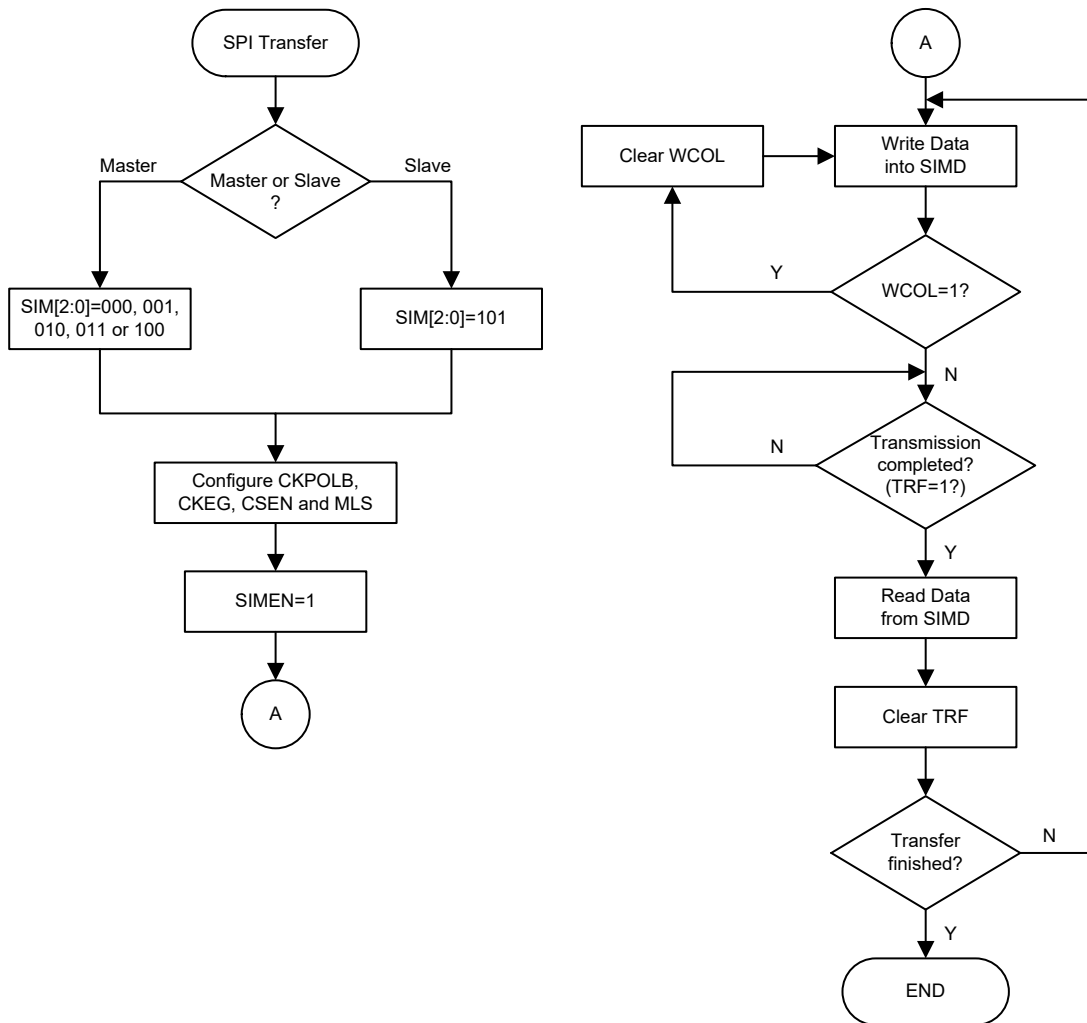 SPI Transfer
Master or Slave
?
Master
Slave
SIM[2:0]=000, 001,
010, 011 or 100
SIM[2:0]=101
Configure CKPOLB,
CKEG, CSEN and MLS
SIMEN=1
A
A
Write Data
into SIMD
Clear WCOL
WCOL=1?
Y
N
Transmission
completed?
(TRF=1?)
N
Y
Read Data
from SIMD
Clear TRF
Transfer
finished?
N
Y
END